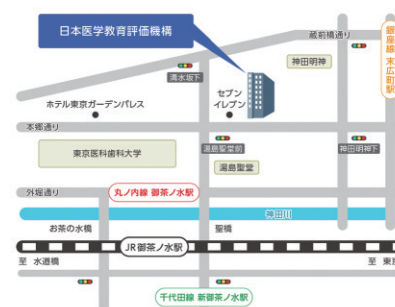 日本医学教育評価機構
蔵前橋通り
銀座線 末広町駅
神田明神
清水坂下
ホテル東京ガーデンパレス
セブン
イレブン
本郷通り
湯島聖堂前
神田明神下
東京医科歯科大学
湯島聖堂
外堀通り
丸ノ内線 御茶ノ水駅
神田川
お茶の水橋
聖橋
JR御茶ノ水駅
至 水道橋
至 東京
千代田線 新御茶ノ水駅